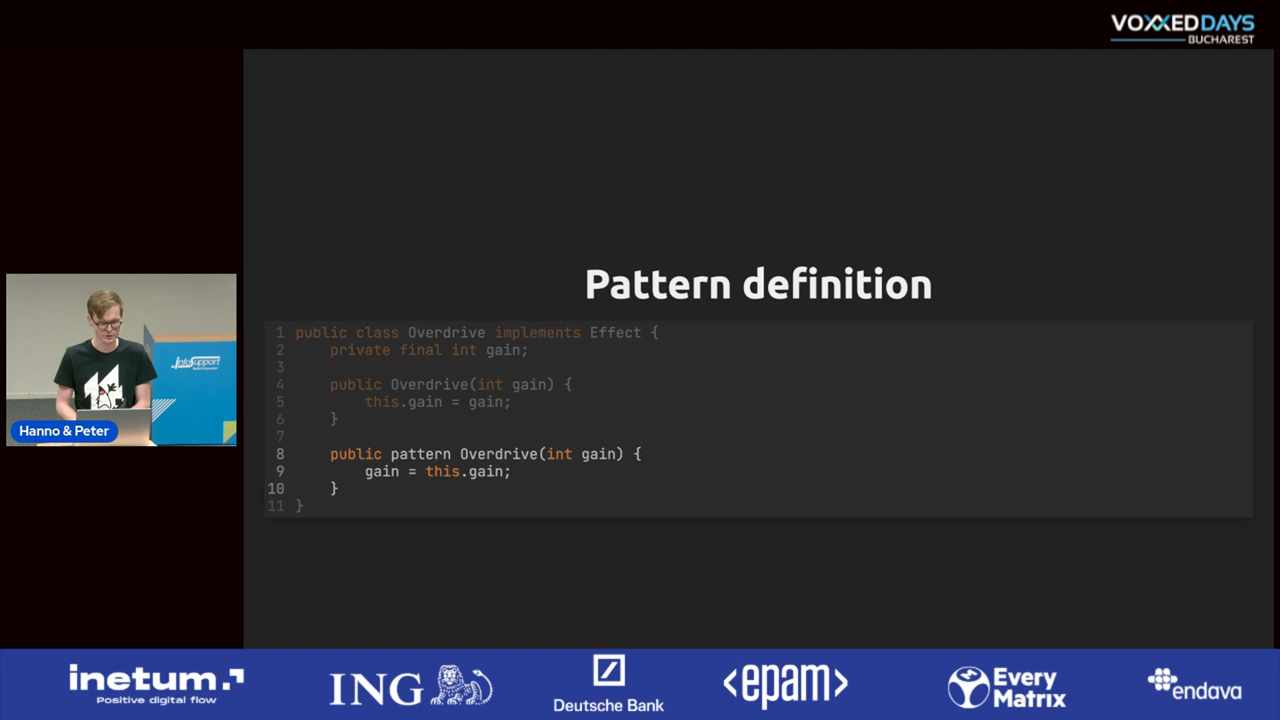 VOXXEDDAYS
BUCHAREST
Pattern definition
1 public class Overdrive implements Effect {
2 private final int gain;
3
4 public Overdrive(int gain) {
5 this.gain = gain;
6 }
7
8 public pattern Overdrive(int gain) {
9 gain = this.gain;
10 }
11 }
InfoSupport
14
Hanno & Peter
inetum.
Positive digital flow
ING
Deutsche Bank
<epam>
Every
Matrix
endava